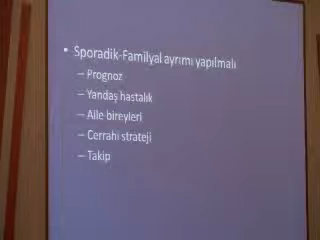 • Sporadik-Familyal ayrımı yapılmalı
– Prognoz
– Yandaş hastalık
– Aile bireyleri
– Cerrahi strateji
– Takip